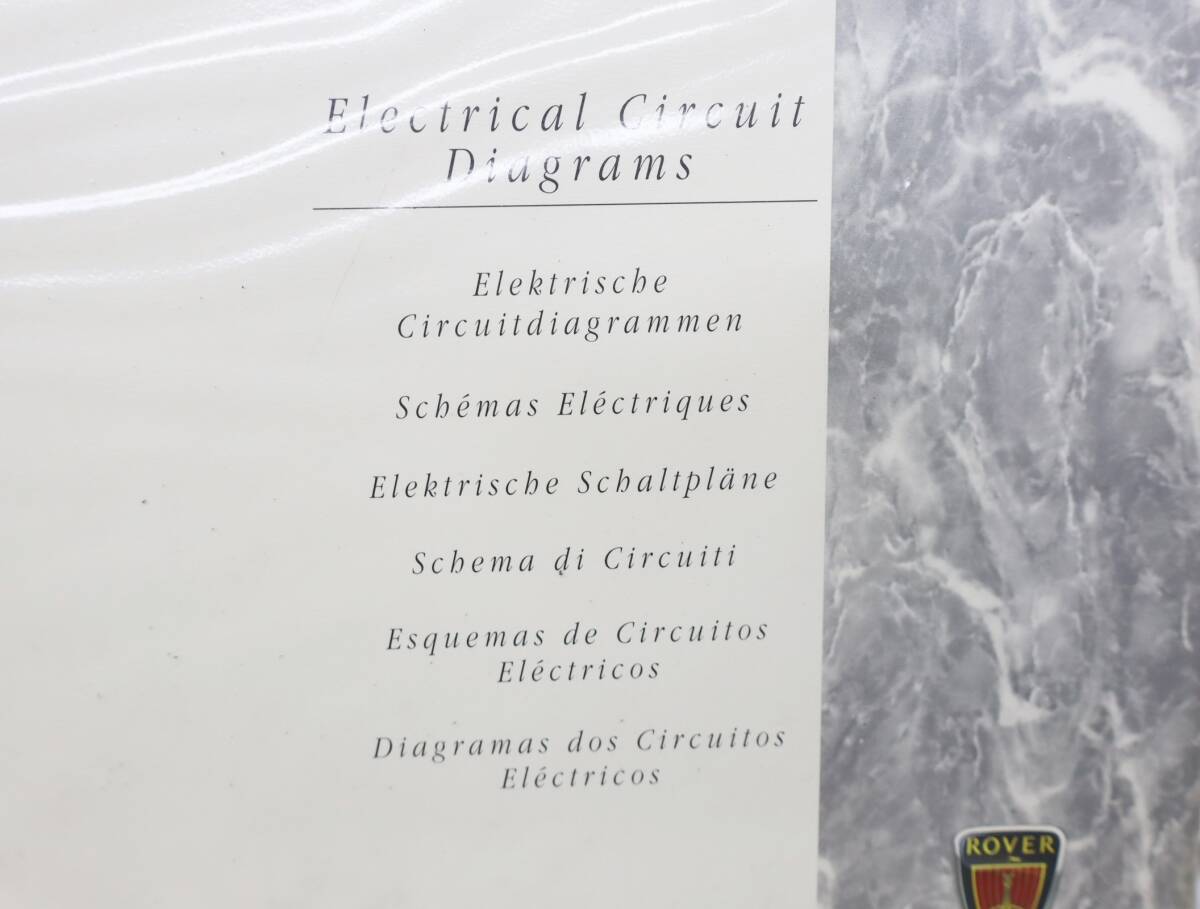 Electrical Circuit
Diagrams
Elektrische
Circuitdiagrammen
Schémas Eléctriques
Elektrische Schaltpläne
Schema di Circuiti
Esquemas de Circuitos
Eléctricos
Diagramas dos Circuitos
Eléctricos
ROVER